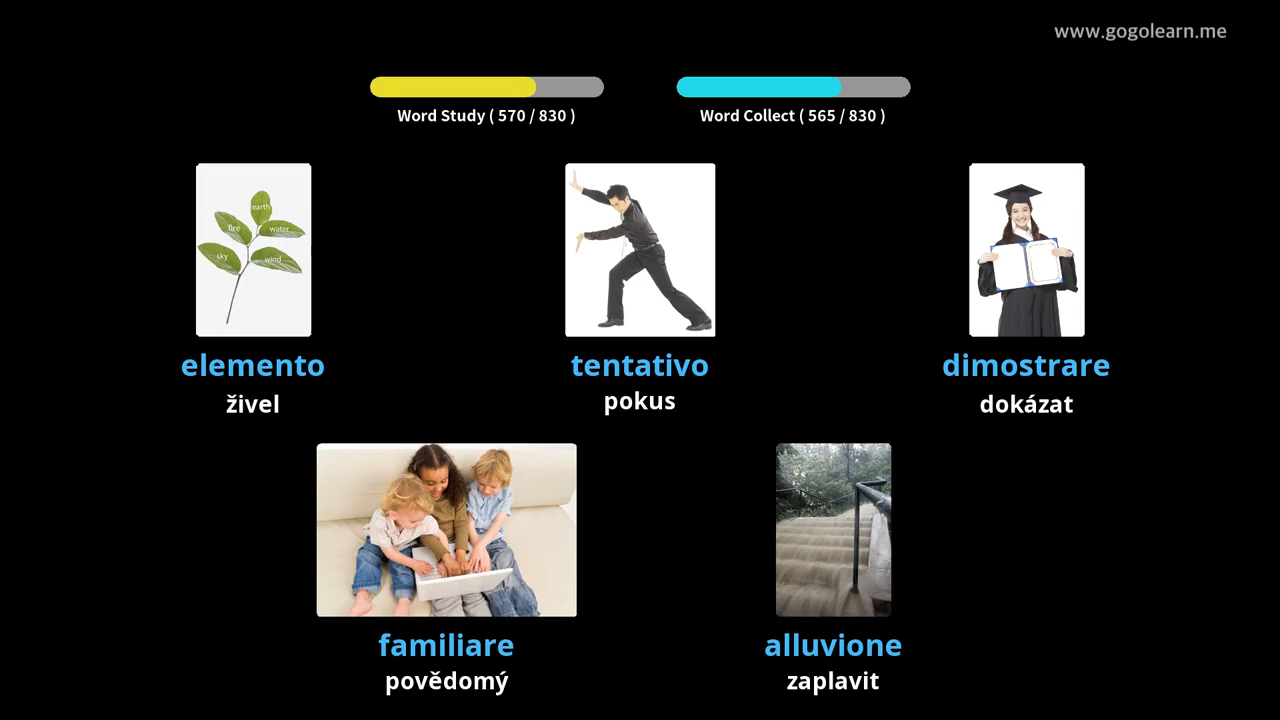 www.gogolearn.me
Word Study ( 570 / 830 )
Word Collect ( 565 / 830 )
earth
fire
water
sky
wind
elemento
živel
tentativo
pokus
dimostrare
dokázat
familiare
povědomý
alluvione
zaplavit